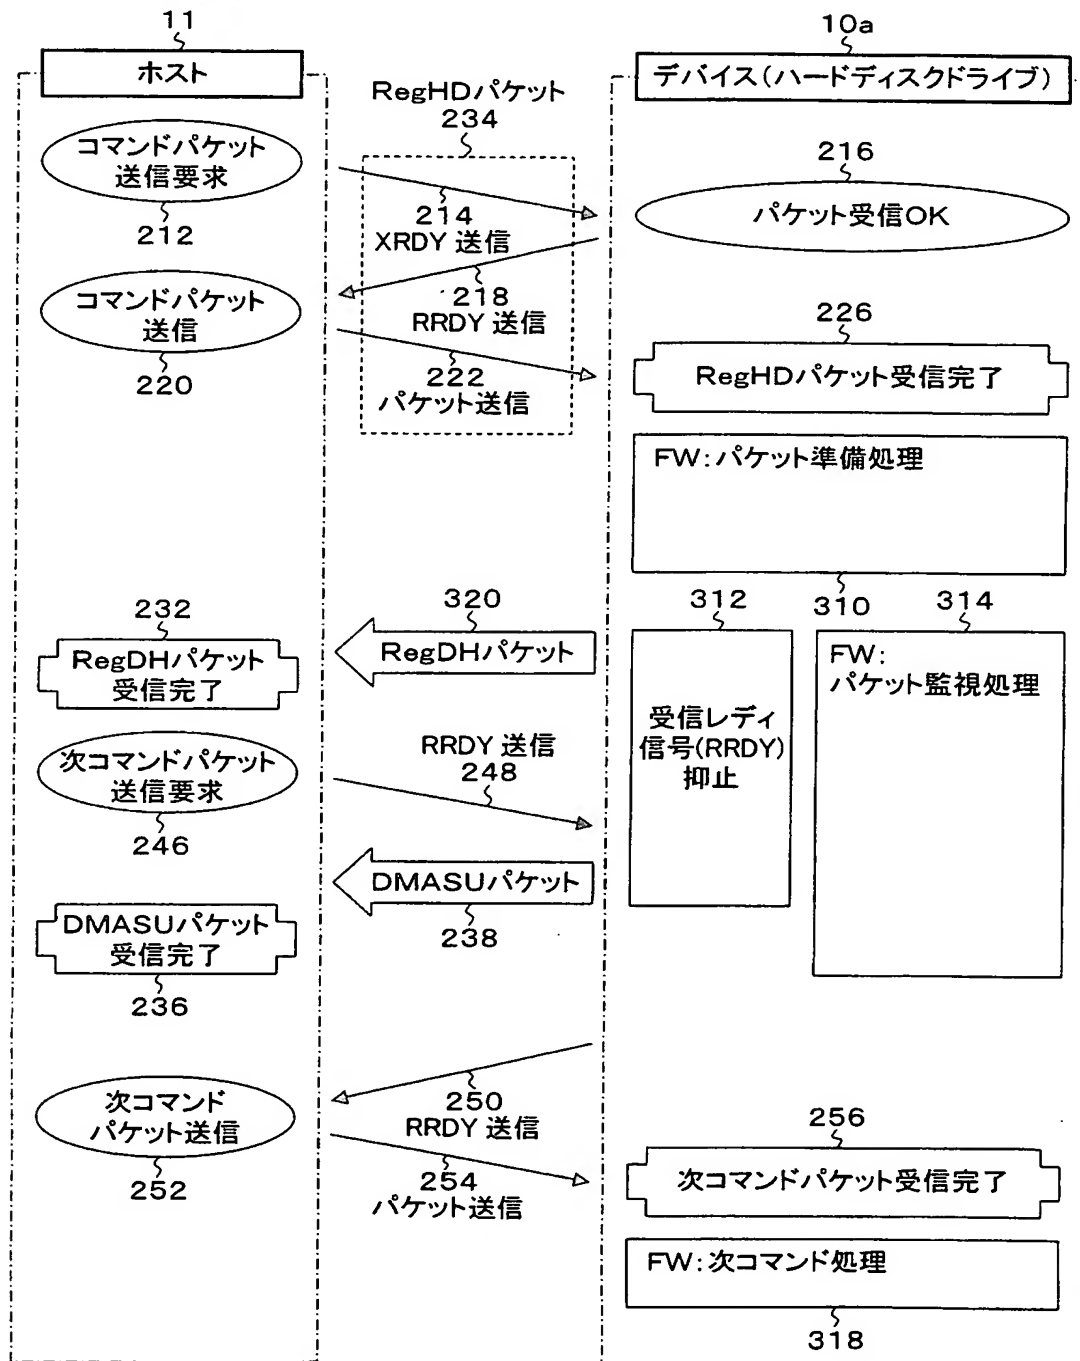 11
ホスト
10a
デバイス(ハードディスクドライブ)
RegHDパケット
234
コマンドパケット
送信要求
212
214
XRDY 送信
216
パケット受信OK
218
RRDY 送信
コマンドパケット
送信
220
222
パケット送信
226
RegHDパケット受信完了
FW:パケット準備処理
310
232
RegDHパケット
受信完了
320
RegDHパケット
312
受信レディ
信号(RRDY)
抑止
314
FW:
パケット監視処理
次コマンドパケット
送信要求
246
RRDY 送信
248
DMASUパケット
238
DMASUパケット
受信完了
236
250
RRDY 送信
次コマンド
パケット送信
252
254
パケット送信
256
次コマンドパケット受信完了
FW:次コマンド処理
318